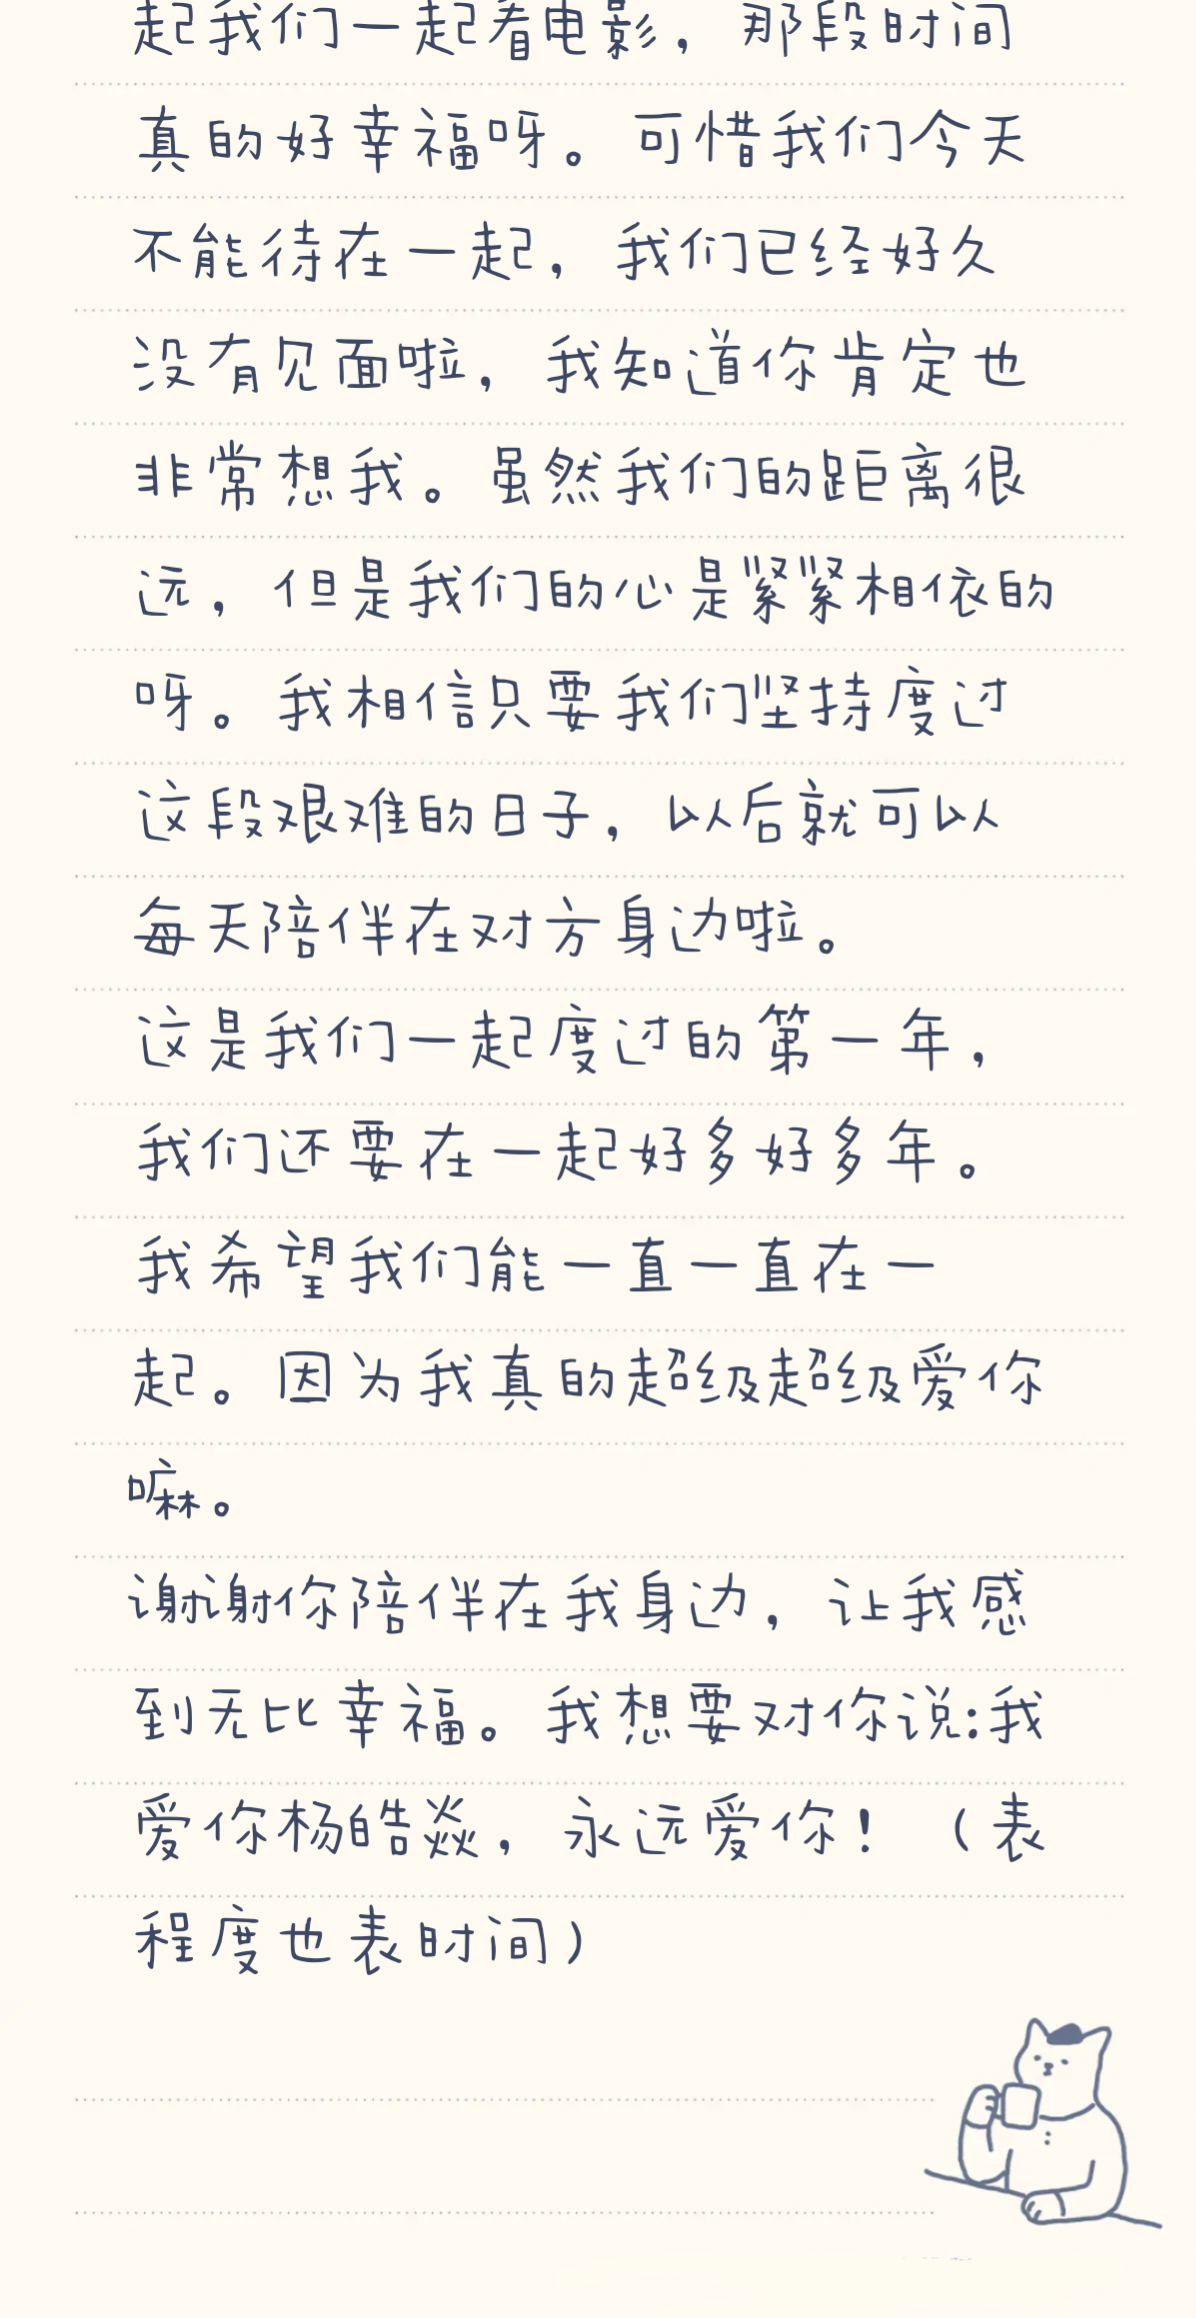 起我们一起看电影，那段时间
真的好幸福呀。可惜我们今天
不能待在一起，我们已经好久
没有见面啦，我知道你肯定也
非常想我。虽然我们的距离很
远，但是我们的心是紧紧相依的
呀。我相信只要我们坚持度过
这段艰难的日子，以后就可以
每天陪伴在对方身边啦。
这是我们一起度过的第一年，
我们还要在一起好多好多年。
我希望我们能一直一直在一
起。因为我真的超级超级爱你
嘛。
谢谢你陪伴在我身边，让我感
到无比幸福。我想要对你说:我
爱你杨皓焱，永远爱你！（表
程度也表时间）